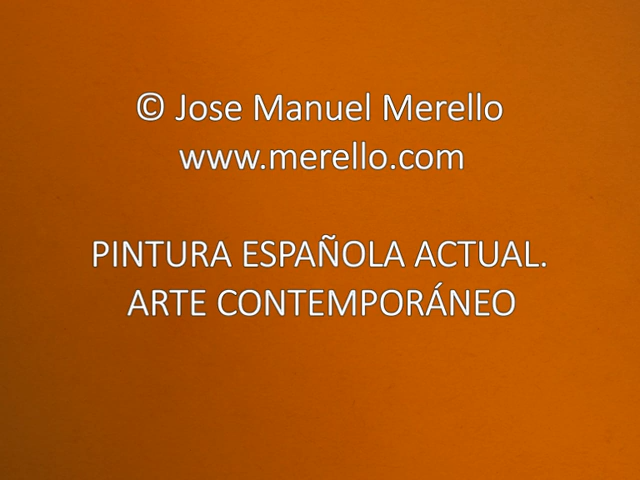 © Jose Manuel Merello
www.merello.com
PINTURA ESPAÑOLA ACTUAL.
ARTE CONTEMPORÁNEO